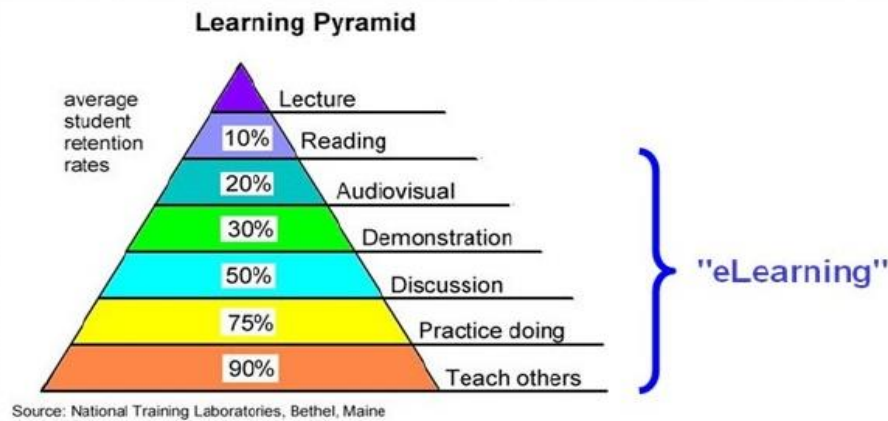 Learning Pyramid
average
student
retention
rates
Lecture
10% Reading
20% Audiovisual
30% Demonstration
50% Discussion
75% Practice doing
90% Teach others
"eLearning"
Source: National Training Laboratories, Bethel, Maine